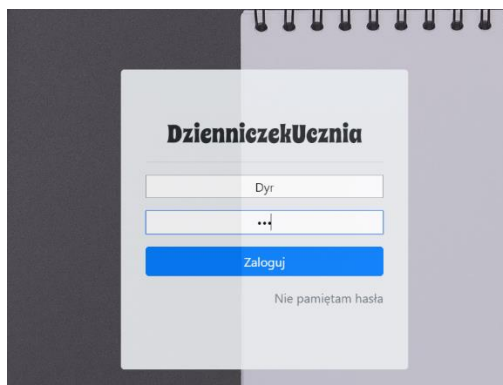 DzienniczekUcznia
Dyr
•••
Zaloguj
Nie pamiętam hasła